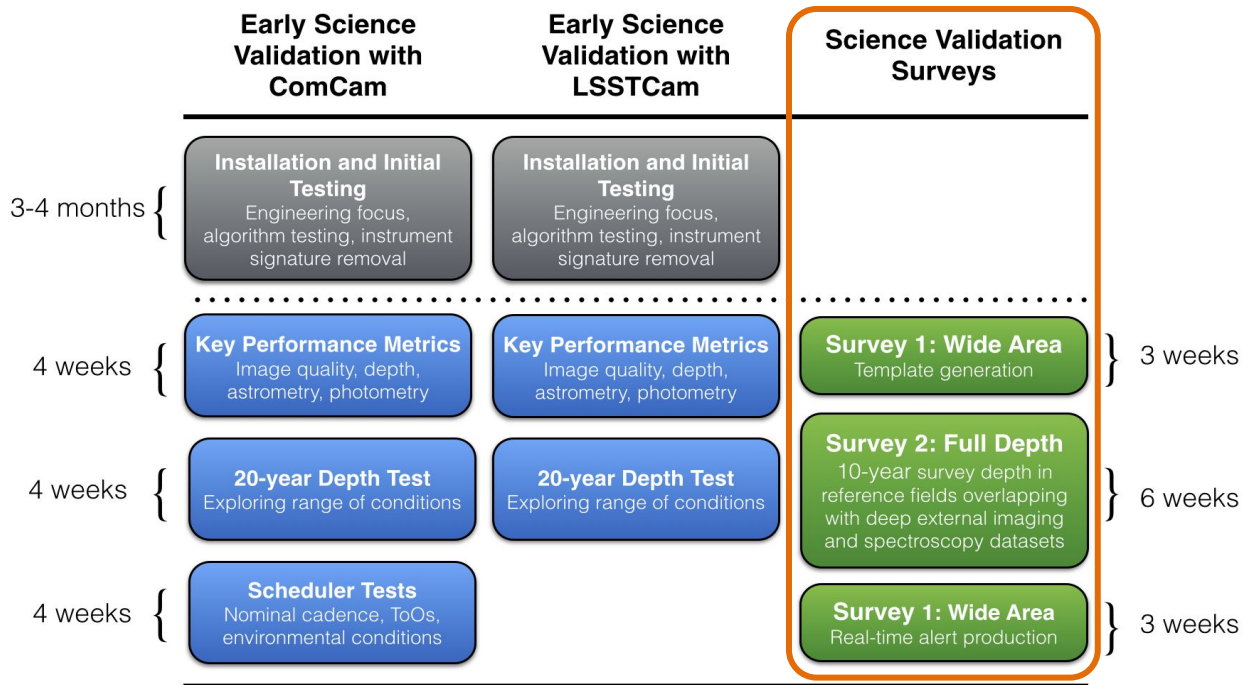 Early Science
Validation with
ComCam
Early Science
Validation with
LSSTCam
Science Validation
Surveys
3-4 months
Installation and Initial
Testing
Engineering focus,
algorithm testing, instrument
signature removal
Installation and Initial
Testing
Engineering focus,
algorithm testing, instrument
signature removal
4 weeks
Key Performance Metrics
Image quality, depth,
astrometry, photometry
Key Performance Metrics
Image quality, depth,
astrometry, photometry
Survey 1: Wide Area
Template generation
3 weeks
4 weeks
20-year Depth Test
Exploring range of conditions
20-year Depth Test
Exploring range of conditions
Survey 2: Full Depth
10-year survey depth in
reference fields overlapping
with deep external imaging
and spectroscopy datasets
6 weeks
4 weeks
Scheduler Tests
Nominal cadence, ToOs,
environmental conditions
Survey 1: Wide Area
Real-time alert production
3 weeks